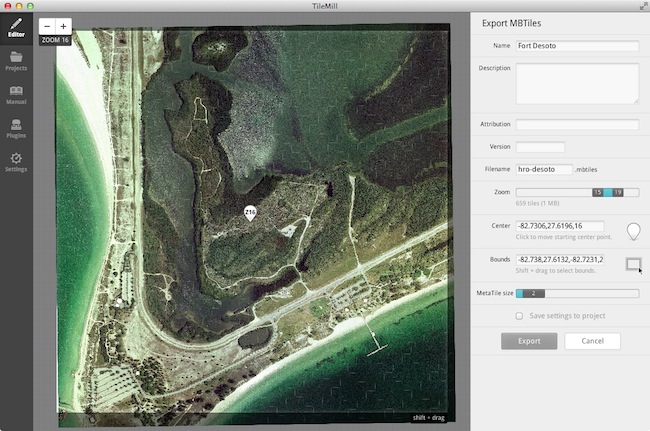 TileMill
Editor
Projects
Manual
Plugins
Settings
− +
ZOOM 16
Z16
shift + drag
Export MBTiles
Name Fort Desoto
Description
Attribution
Version
Filename hro-desoto .mbtiles
Zoom 15 19
659 tiles (1 MB)
Center -82.7306,27.6196,16
Click to move starting center point.
Bounds -82.738,27.6132,-82.7231,2
Shift + drag to select bounds.
MetaTile size 2
Save settings to project
Export Cancel